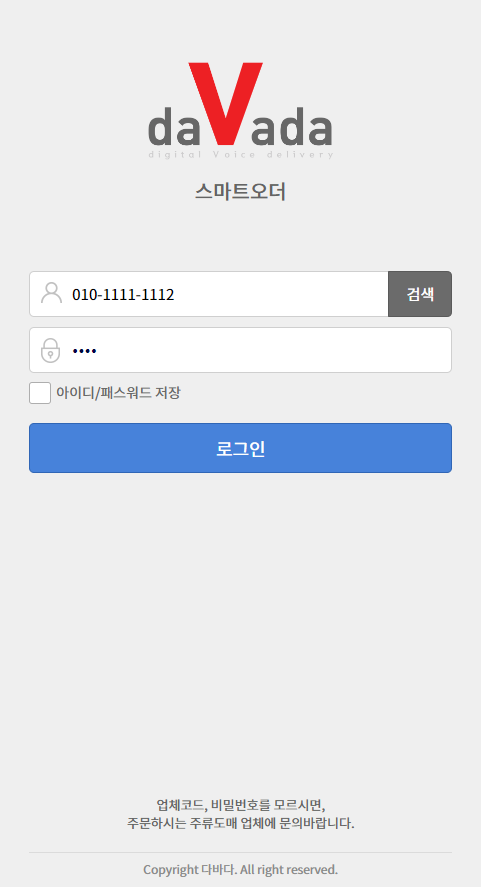 daVada
digital Voice delivery
스마트오더
010-1111-1112
검색
••••
아이디/패스워드 저장
로그인
업체코드, 비밀번호를 모르시면,
주문하시는 주류도매 업체에 문의바랍니다.
Copyright 다바다. All right reserved.